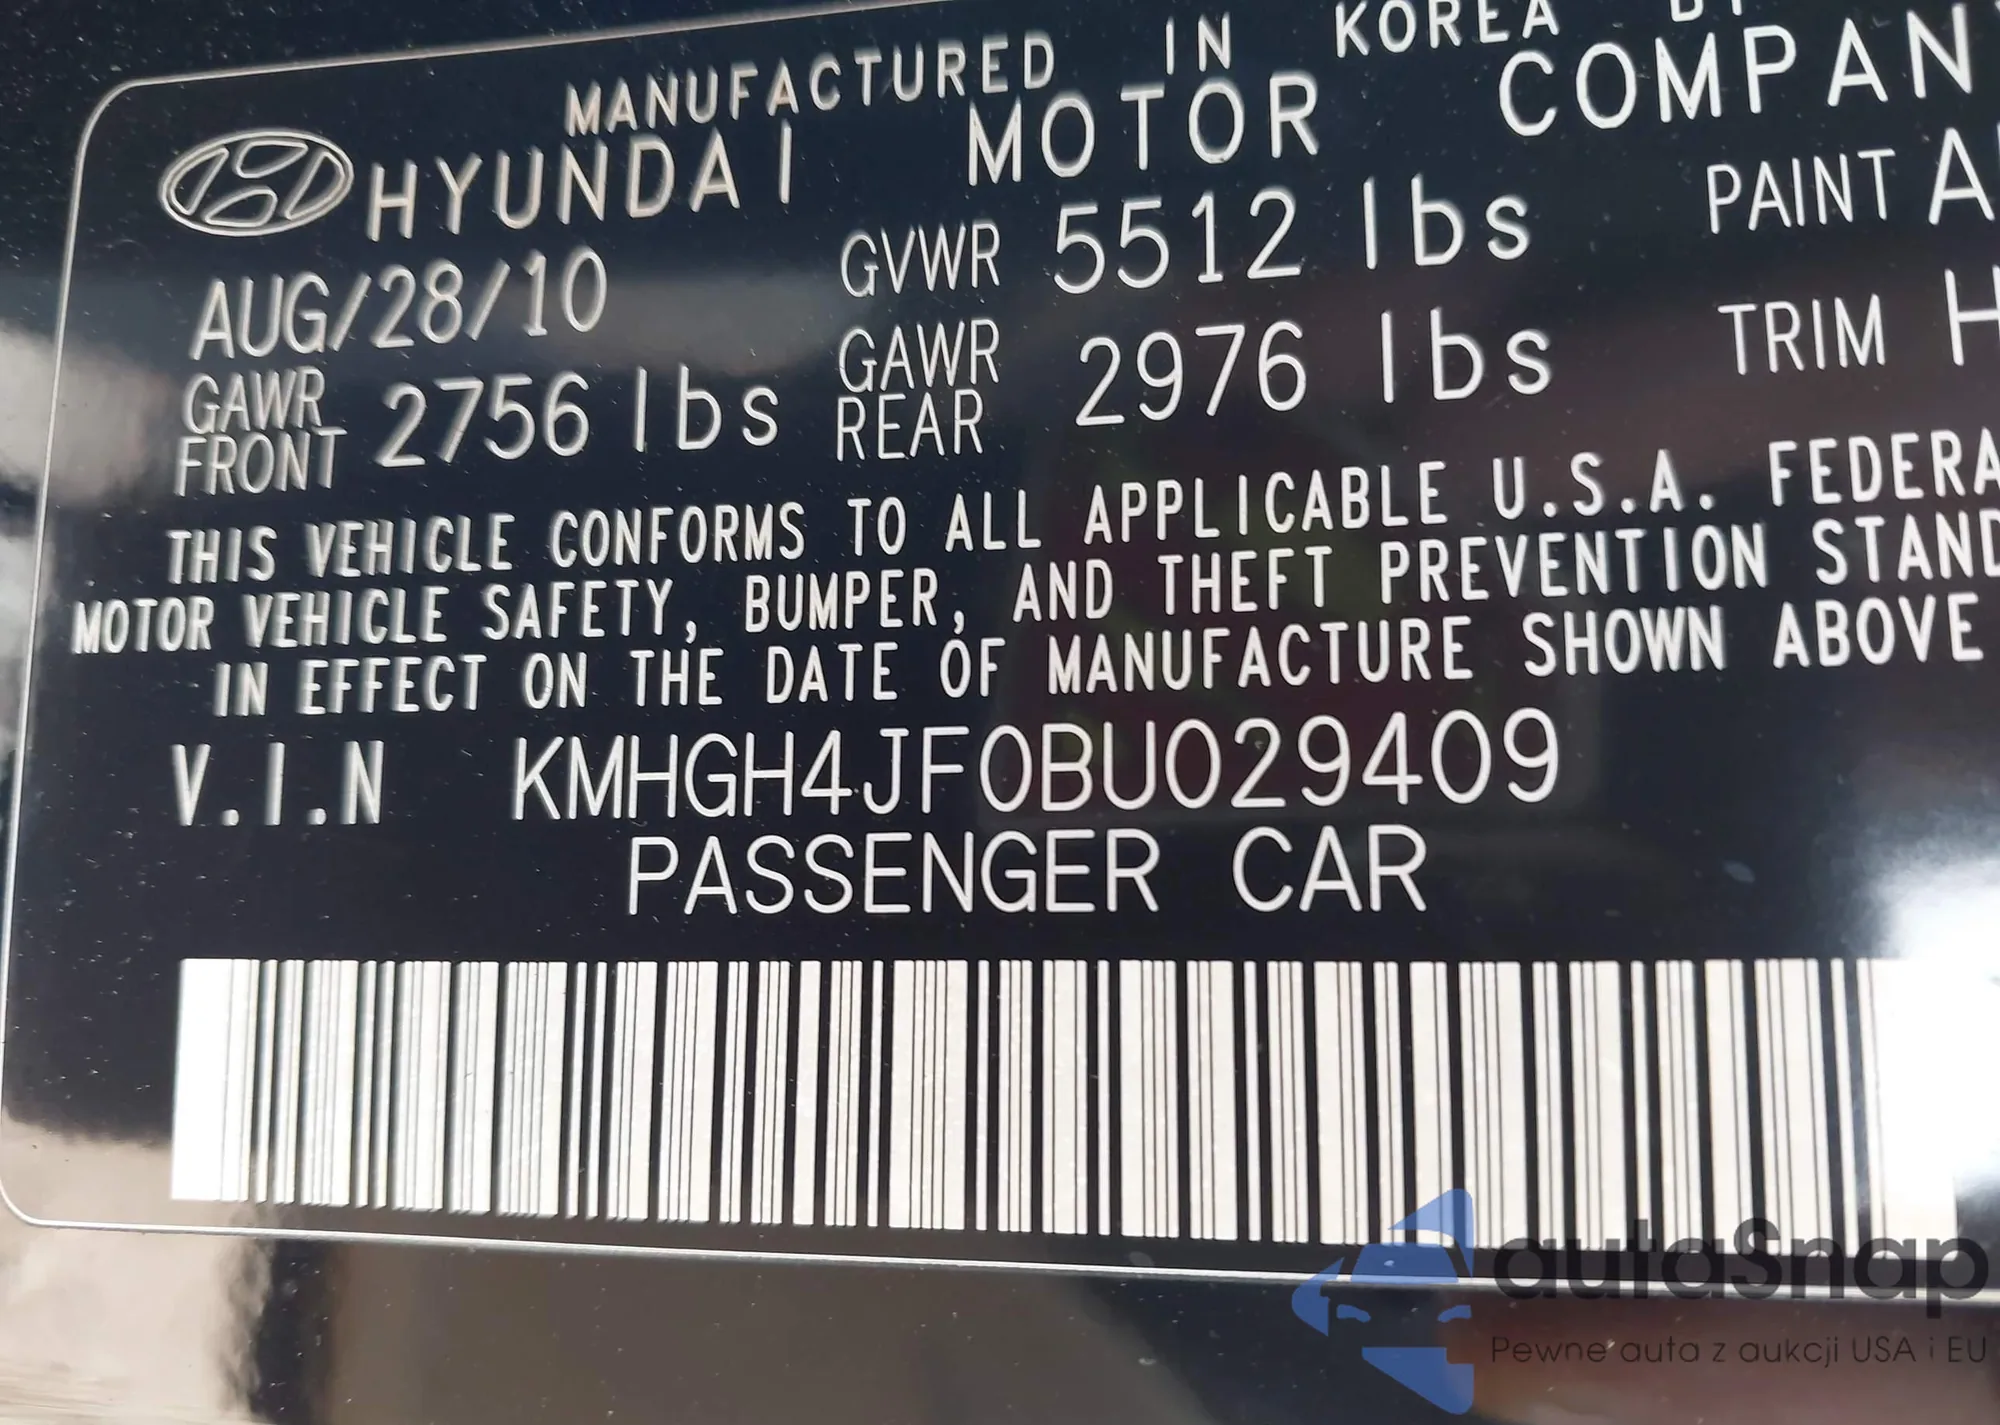 MANUFACTURED IN KOREA BY
HYUNDAI MOTOR COMPAN
AUG/28/10 GVWR 5512 lbs PAINT A
GAWR FRONT 2756 lbs GAWR REAR 2976 lbs TRIM H
THIS VEHICLE CONFORMS TO ALL APPLICABLE U.S.A. FEDERA
MOTOR VEHICLE SAFETY, BUMPER, AND THEFT PREVENTION STAND
IN EFFECT ON THE DATE OF MANUFACTURE SHOWN ABOVE
V.I.N KMHGH4JF0BU029409
PASSENGER CAR
autaSnap
Pewne auta z aukcji USA i EU